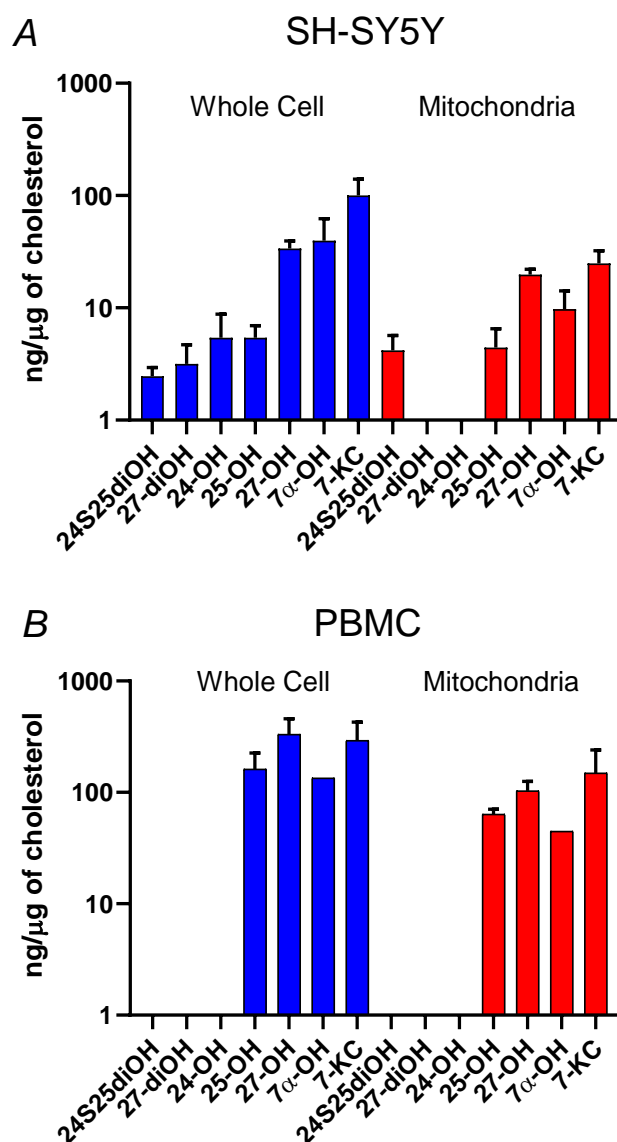 A
SH-SY5Y
Whole Cell Mitochondria
ng/μg of cholesterol
1000
100
10
1
24S25diOH 27-diOH 24-OH 25-OH 27-OH 7α-OH 7-KC 24S25diOH 27-diOH 24-OH 25-OH 27-OH 7α-OH 7-KC
B
PBMC
Whole Cell Mitochondria
ng/μg of cholesterol
1000
100
10
1
24S25diOH 27-diOH 24-OH 25-OH 27-OH 7α-OH 7-KC 24S25diOH 27-diOH 24-OH 25-OH 27-OH 7α-OH 7-KC